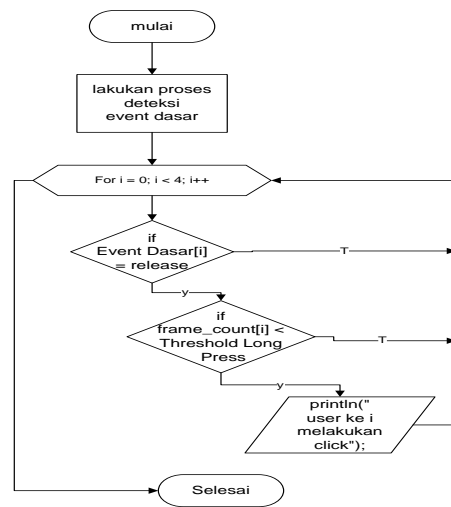 mulai
lakukan proses
deteksi
event dasar
For i = 0; i < 4; i++
if
Event Dasar[i]
= release
T
y
if
frame_count[i] <
Threshold Long
Press
T
y
println("
user ke i
melakukan
click");
Selesai